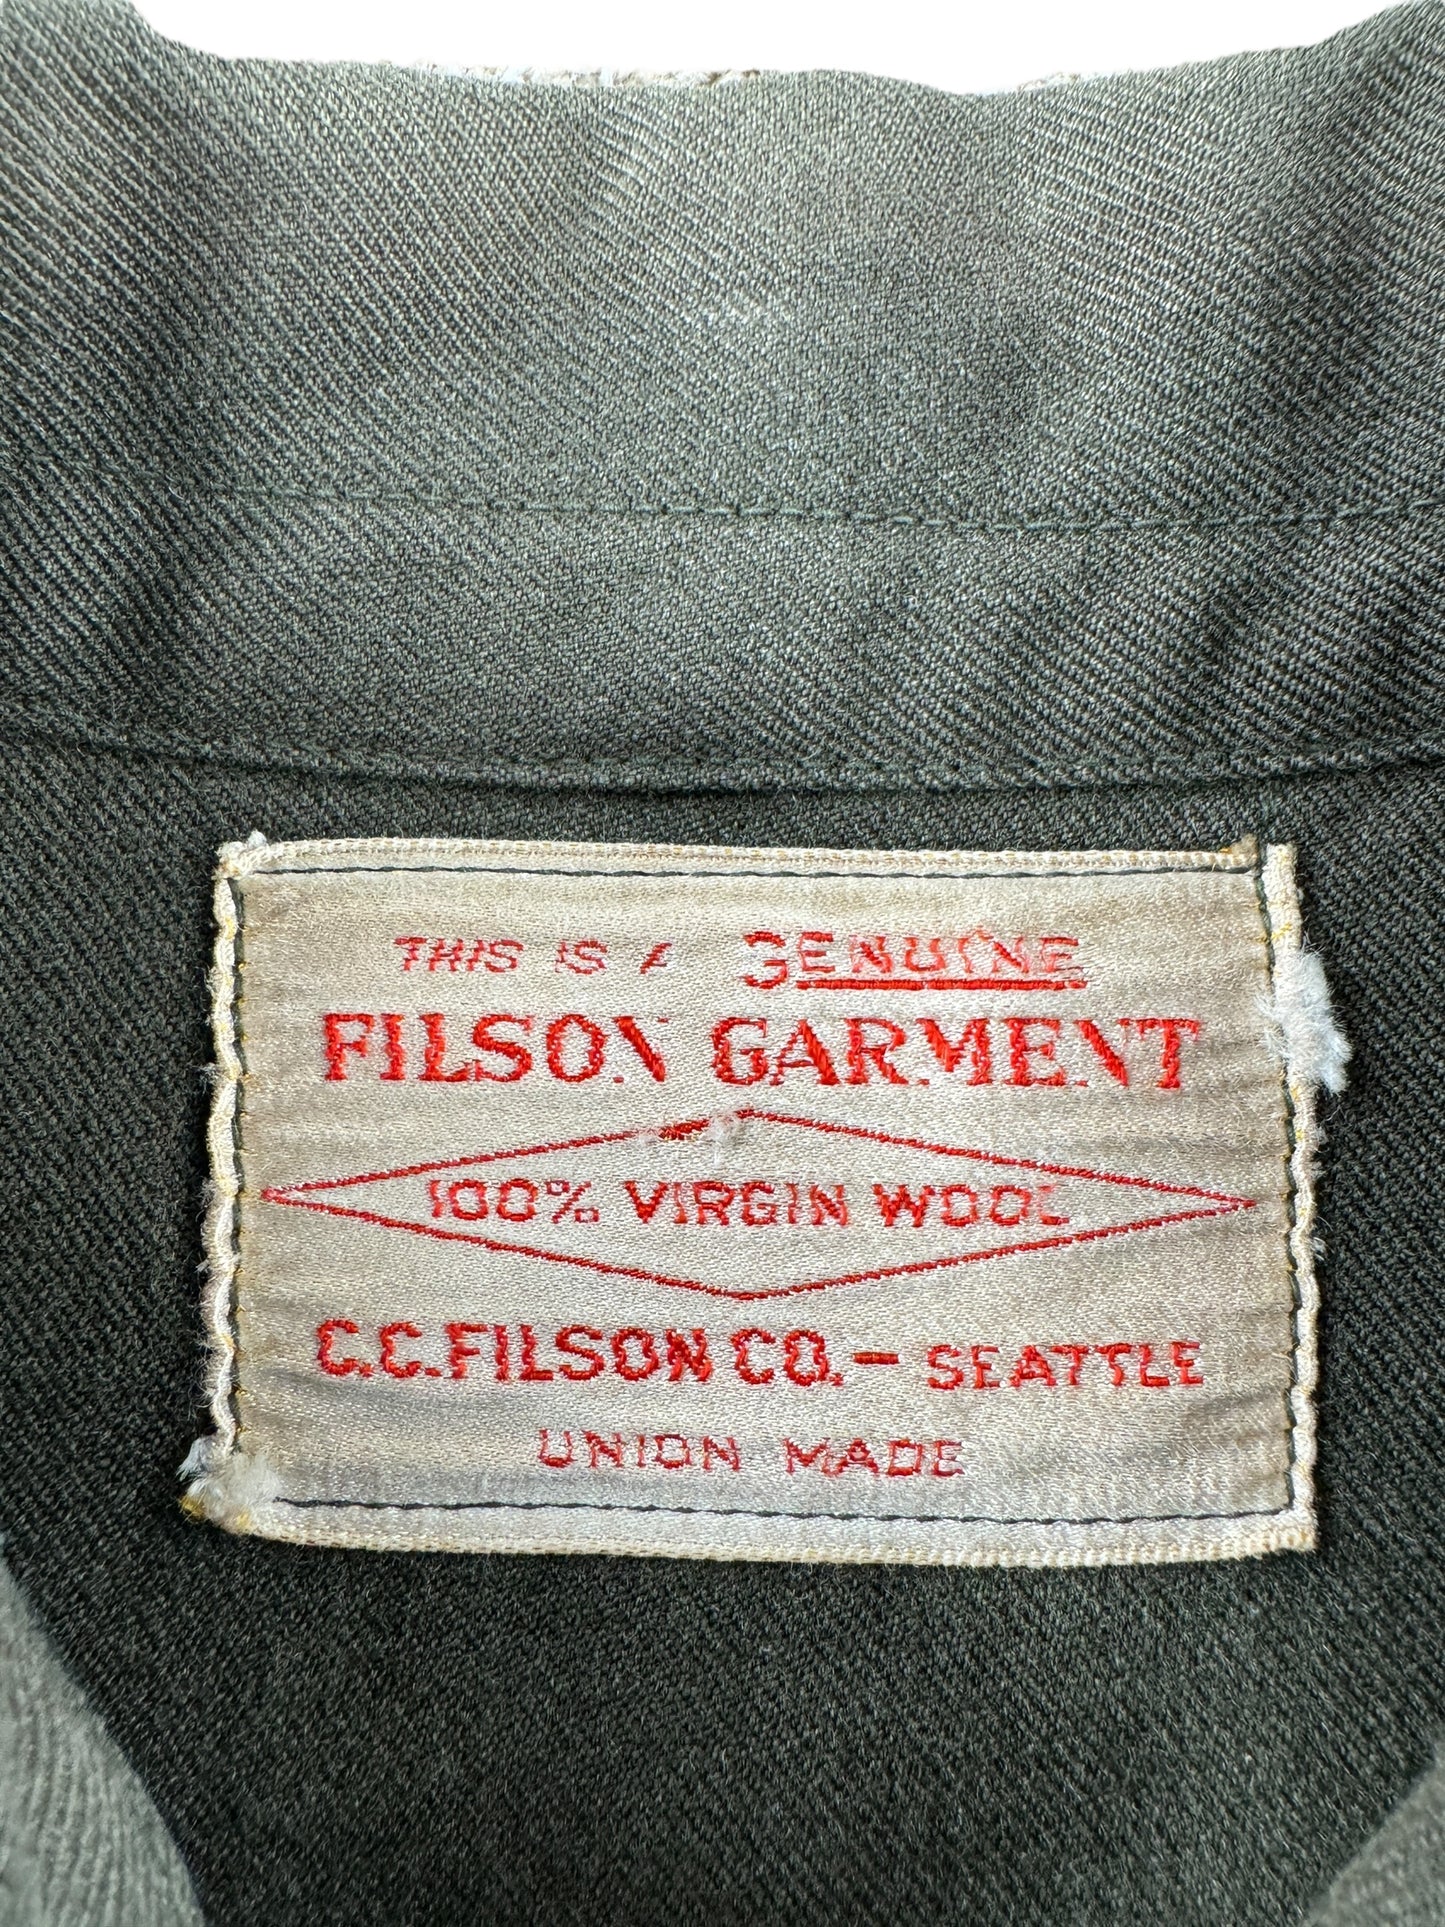 THIS IS A GENUINE
FILSON GARMENT
100% VIRGIN WOOL
C.C. FILSON CO. — SEATTLE
UNION MADE